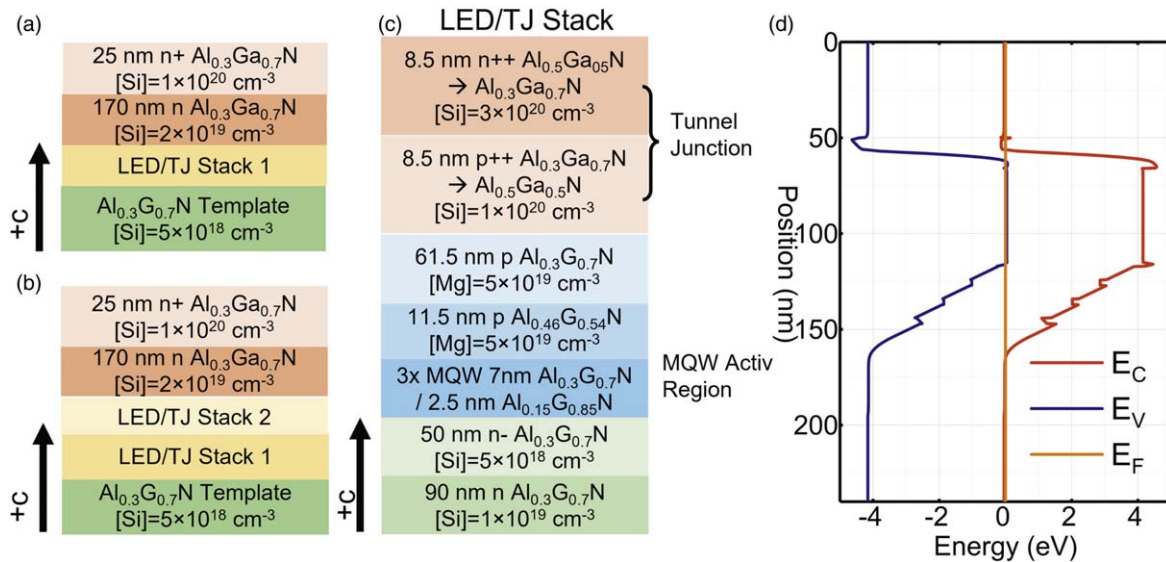 (a)
25 nm n+ Al0.3Ga0.7N
[Si]=1×10^20 cm-3
170 nm n Al0.3Ga0.7N
[Si]=2×10^19 cm-3
LED/TJ Stack 1
Al0.3G0.7N Template
[Si]=5×10^18 cm-3
+c
(b)
25 nm n+ Al0.3Ga0.7N
[Si]=1×10^20 cm-3
170 nm n Al0.3Ga0.7N
[Si]=2×10^19 cm-3
LED/TJ Stack 2
LED/TJ Stack 1
Al0.3G0.7N Template
[Si]=5×10^18 cm-3
+c
(c)
LED/TJ Stack
8.5 nm n++ Al0.5Ga05N
→ Al0.3Ga0.7N
[Si]=3×10^20 cm-3
8.5 nm p++ Al0.3Ga0.7N
→ Al0.5Ga0.5N
[Si]=1×10^20 cm-3
Tunnel
Junction
61.5 nm p Al0.3G0.7N
[Mg]=5×10^19 cm-3
11.5 nm p Al0.46G0.54N
[Mg]=5×10^19 cm-3
3x MQW 7nm Al0.3G0.7N
/ 2.5 nm Al0.15G0.85N
MQW Activ
Region
50 nm n- Al0.3G0.7N
[Si]=5×10^18 cm-3
90 nm n Al0.3G0.7N
[Si]=1×10^19 cm-3
+c
(d)
0
50
100
150
200
Position (nm)
EC
EV
EF
-4 -2 0 2 4
Energy (eV)